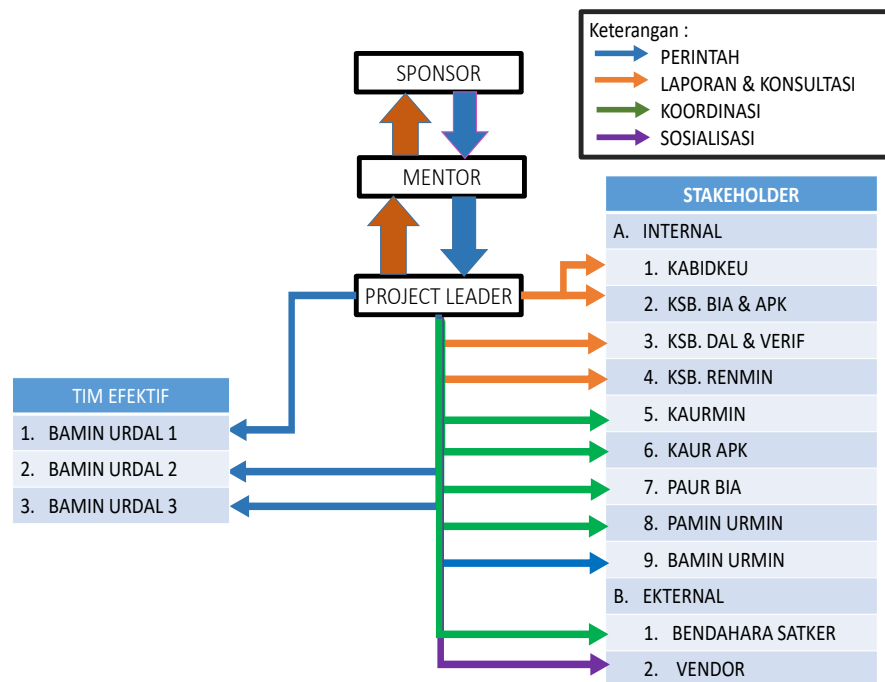 Keterangan :
PERINTAH
LAPORAN & KONSULTASI
KOORDINASI
SOSIALISASI
SPONSOR
MENTOR
PROJECT LEADER
TIM EFEKTIF
1. BAMIN URDAL 1
2. BAMIN URDAL 2
3. BAMIN URDAL 3
STAKEHOLDER
A. INTERNAL
1. KABIDKEU
2. KSB. BIA & APK
3. KSB. DAL & VERIF
4. KSB. RENMIN
5. KAURMIN
6. KAUR APK
7. PAUR BIA
8. PAMIN URMIN
9. BAMIN URMIN
B. EKTERNAL
1. BENDAHARA SATKER
2. VENDOR